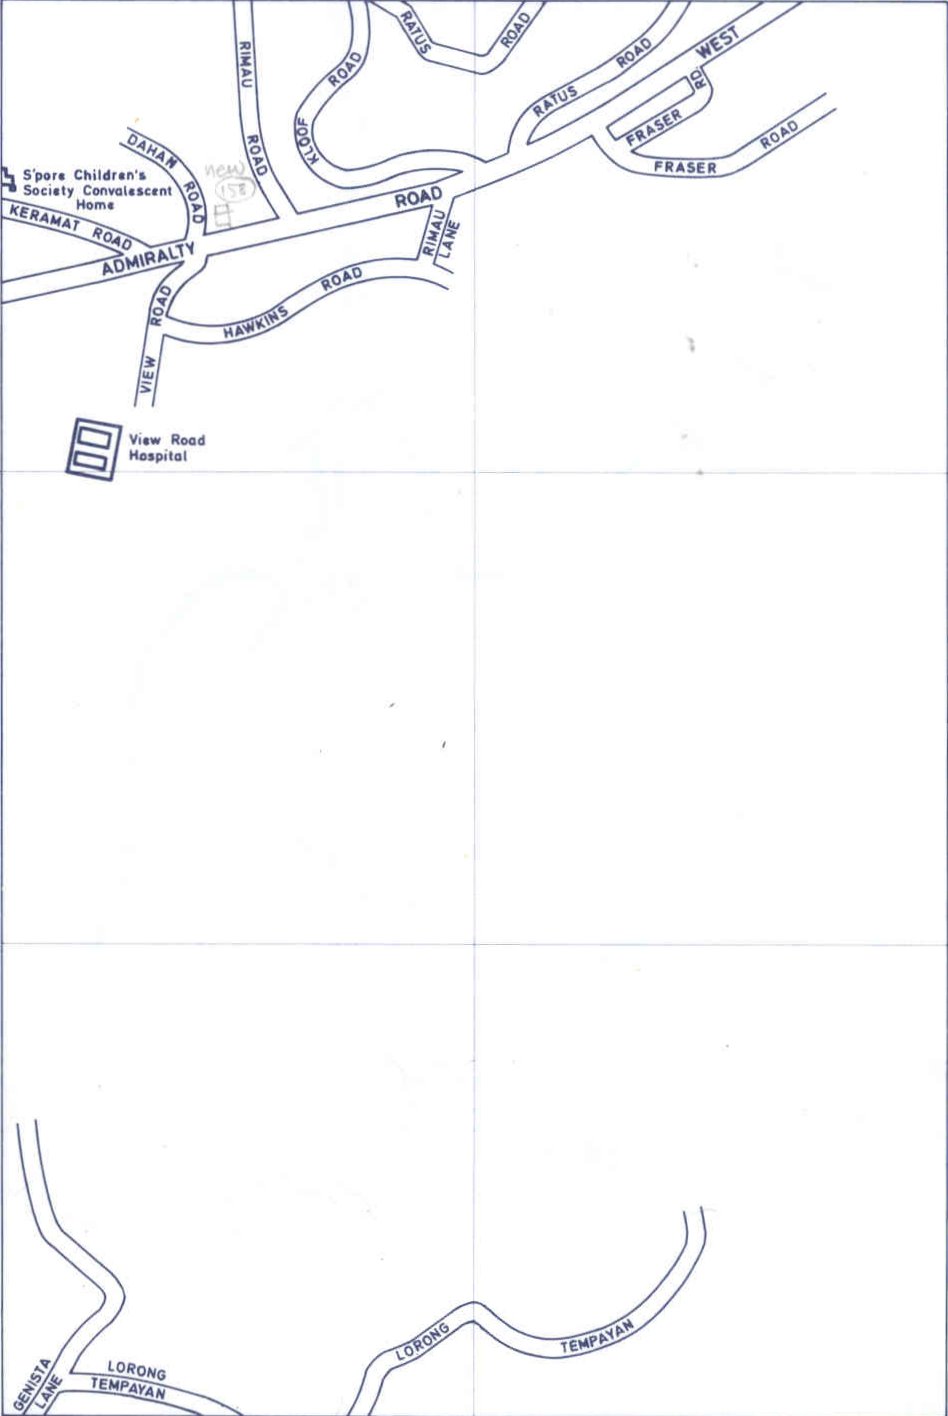 RATUS
ROAD
RIMAU
ROAD
KLOOF
ROAD
RATUS
ROAD
WEST
FRASER
RD.
FRASER
ROAD
DAHAN
ROAD
new
158
S'pore Children's
Society Convalescent
Home
KERAMAT ROAD
ADMIRALTY
ROAD
RIMAU
LANE
HAWKINS
ROAD
VIEW
ROAD
View Road
Hospital
LORONG
TEMPAYAN
GENISTA
LANE
LORONG
TEMPAYAN